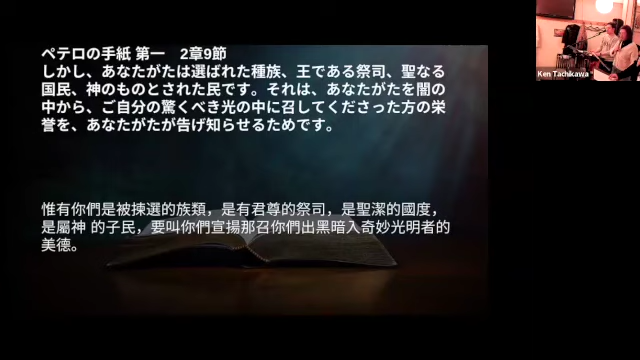 ペテロの手紙 第一　2章9節
しかし、あなたがたは選ばれた種族、王である祭司、聖なる
国民、神のものとされた民です。それは、あなたがたを闇の
中から、ご自分の驚くべき光の中に召してくださった方の栄
誉を、あなたがたが告げ知らせるためです。
惟有你們是被揀選的族類，是有君尊的祭司，是聖潔的國度，
是屬神 的子民，要叫你們宣揚那召你們出黑暗入奇妙光明者的
美德。
Ken Tachikawa